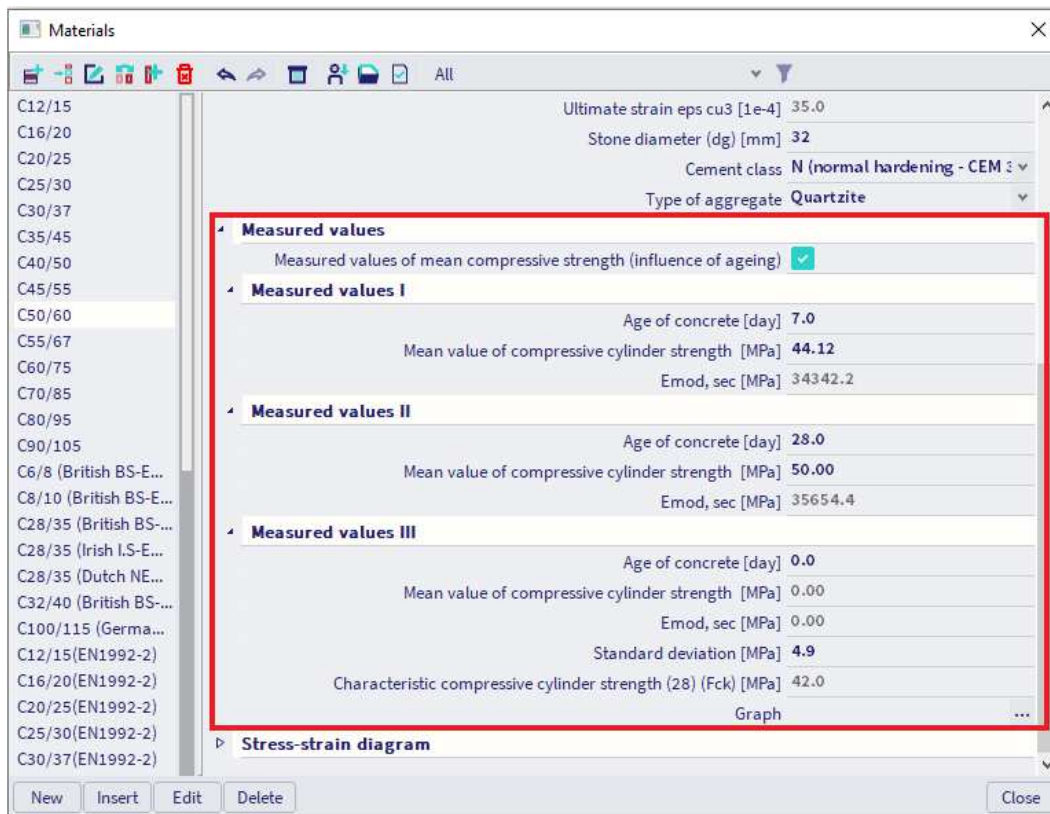 Materials
All
C12/15
C16/20
C20/25
C25/30
C30/37
C35/45
C40/50
C45/55
C50/60
C55/67
C60/75
C70/85
C80/95
C90/105
C6/8 (British BS-E...
C8/10 (British BS-E...
C28/35 (British BS-...
C28/35 (Irish I.S-E...
C28/35 (Dutch NE...
C32/40 (British BS-...
C100/115 (Germa...
C12/15(EN1992-2)
C16/20(EN1992-2)
C20/25(EN1992-2)
C25/30(EN1992-2)
C30/37(EN1992-2)
Ultimate strain eps cu3 [1e-4] 35.0
Stone diameter (dg) [mm] 32
Cement class N (normal hardening - CEM 3
Type of aggregate Quartzite
Measured values
Measured values of mean compressive strength (influence of ageing)
Measured values I
Age of concrete [day] 7.0
Mean value of compressive cylinder strength [MPa] 44.12
Emod, sec [MPa] 34342.2
Measured values II
Age of concrete [day] 28.0
Mean value of compressive cylinder strength [MPa] 50.00
Emod, sec [MPa] 35654.4
Measured values III
Age of concrete [day] 0.0
Mean value of compressive cylinder strength [MPa] 0.00
Emod, sec [MPa] 0.00
Standard deviation [MPa] 4.9
Characteristic compressive cylinder strength (28) (Fck) [MPa] 42.0
Graph ...
Stress-strain diagram
New Insert Edit Delete Close